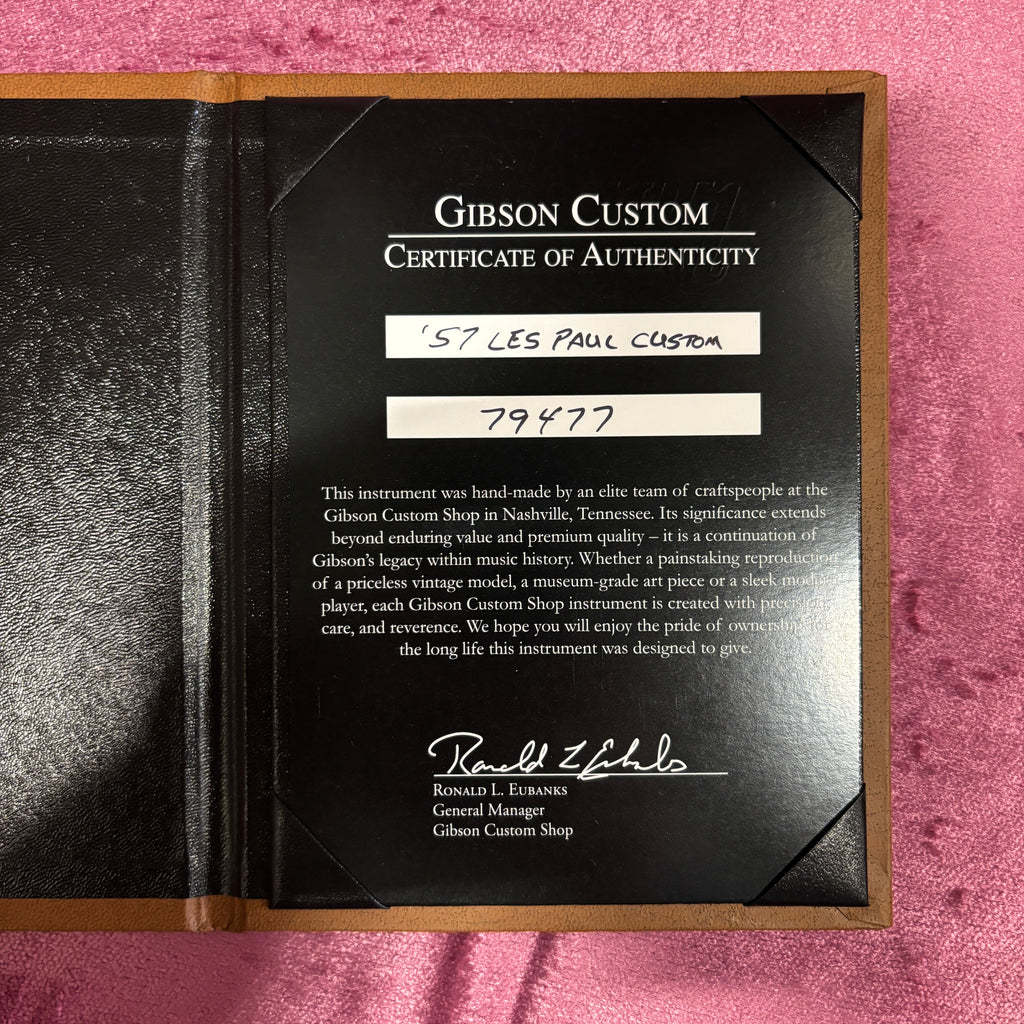 GIBSON CUSTOM
CERTIFICATE OF AUTHENTICITY
'57 LES PAUL CUSTOM
79477
This instrument was hand-made by an elite team of craftspeople at the
Gibson Custom Shop in Nashville, Tennessee. Its significance extends
beyond enduring value and premium quality – it is a continuation of
Gibson's legacy within music history. Whether a painstaking reproduction
of a priceless vintage model, a museum-grade art piece or a sleek modern
player, each Gibson Custom Shop instrument is created with precision,
care, and reverence. We hope you will enjoy the pride of ownership for
the long life this instrument was designed to give.
Ronald L Eubanks
RONALD L. EUBANKS
General Manager
Gibson Custom Shop